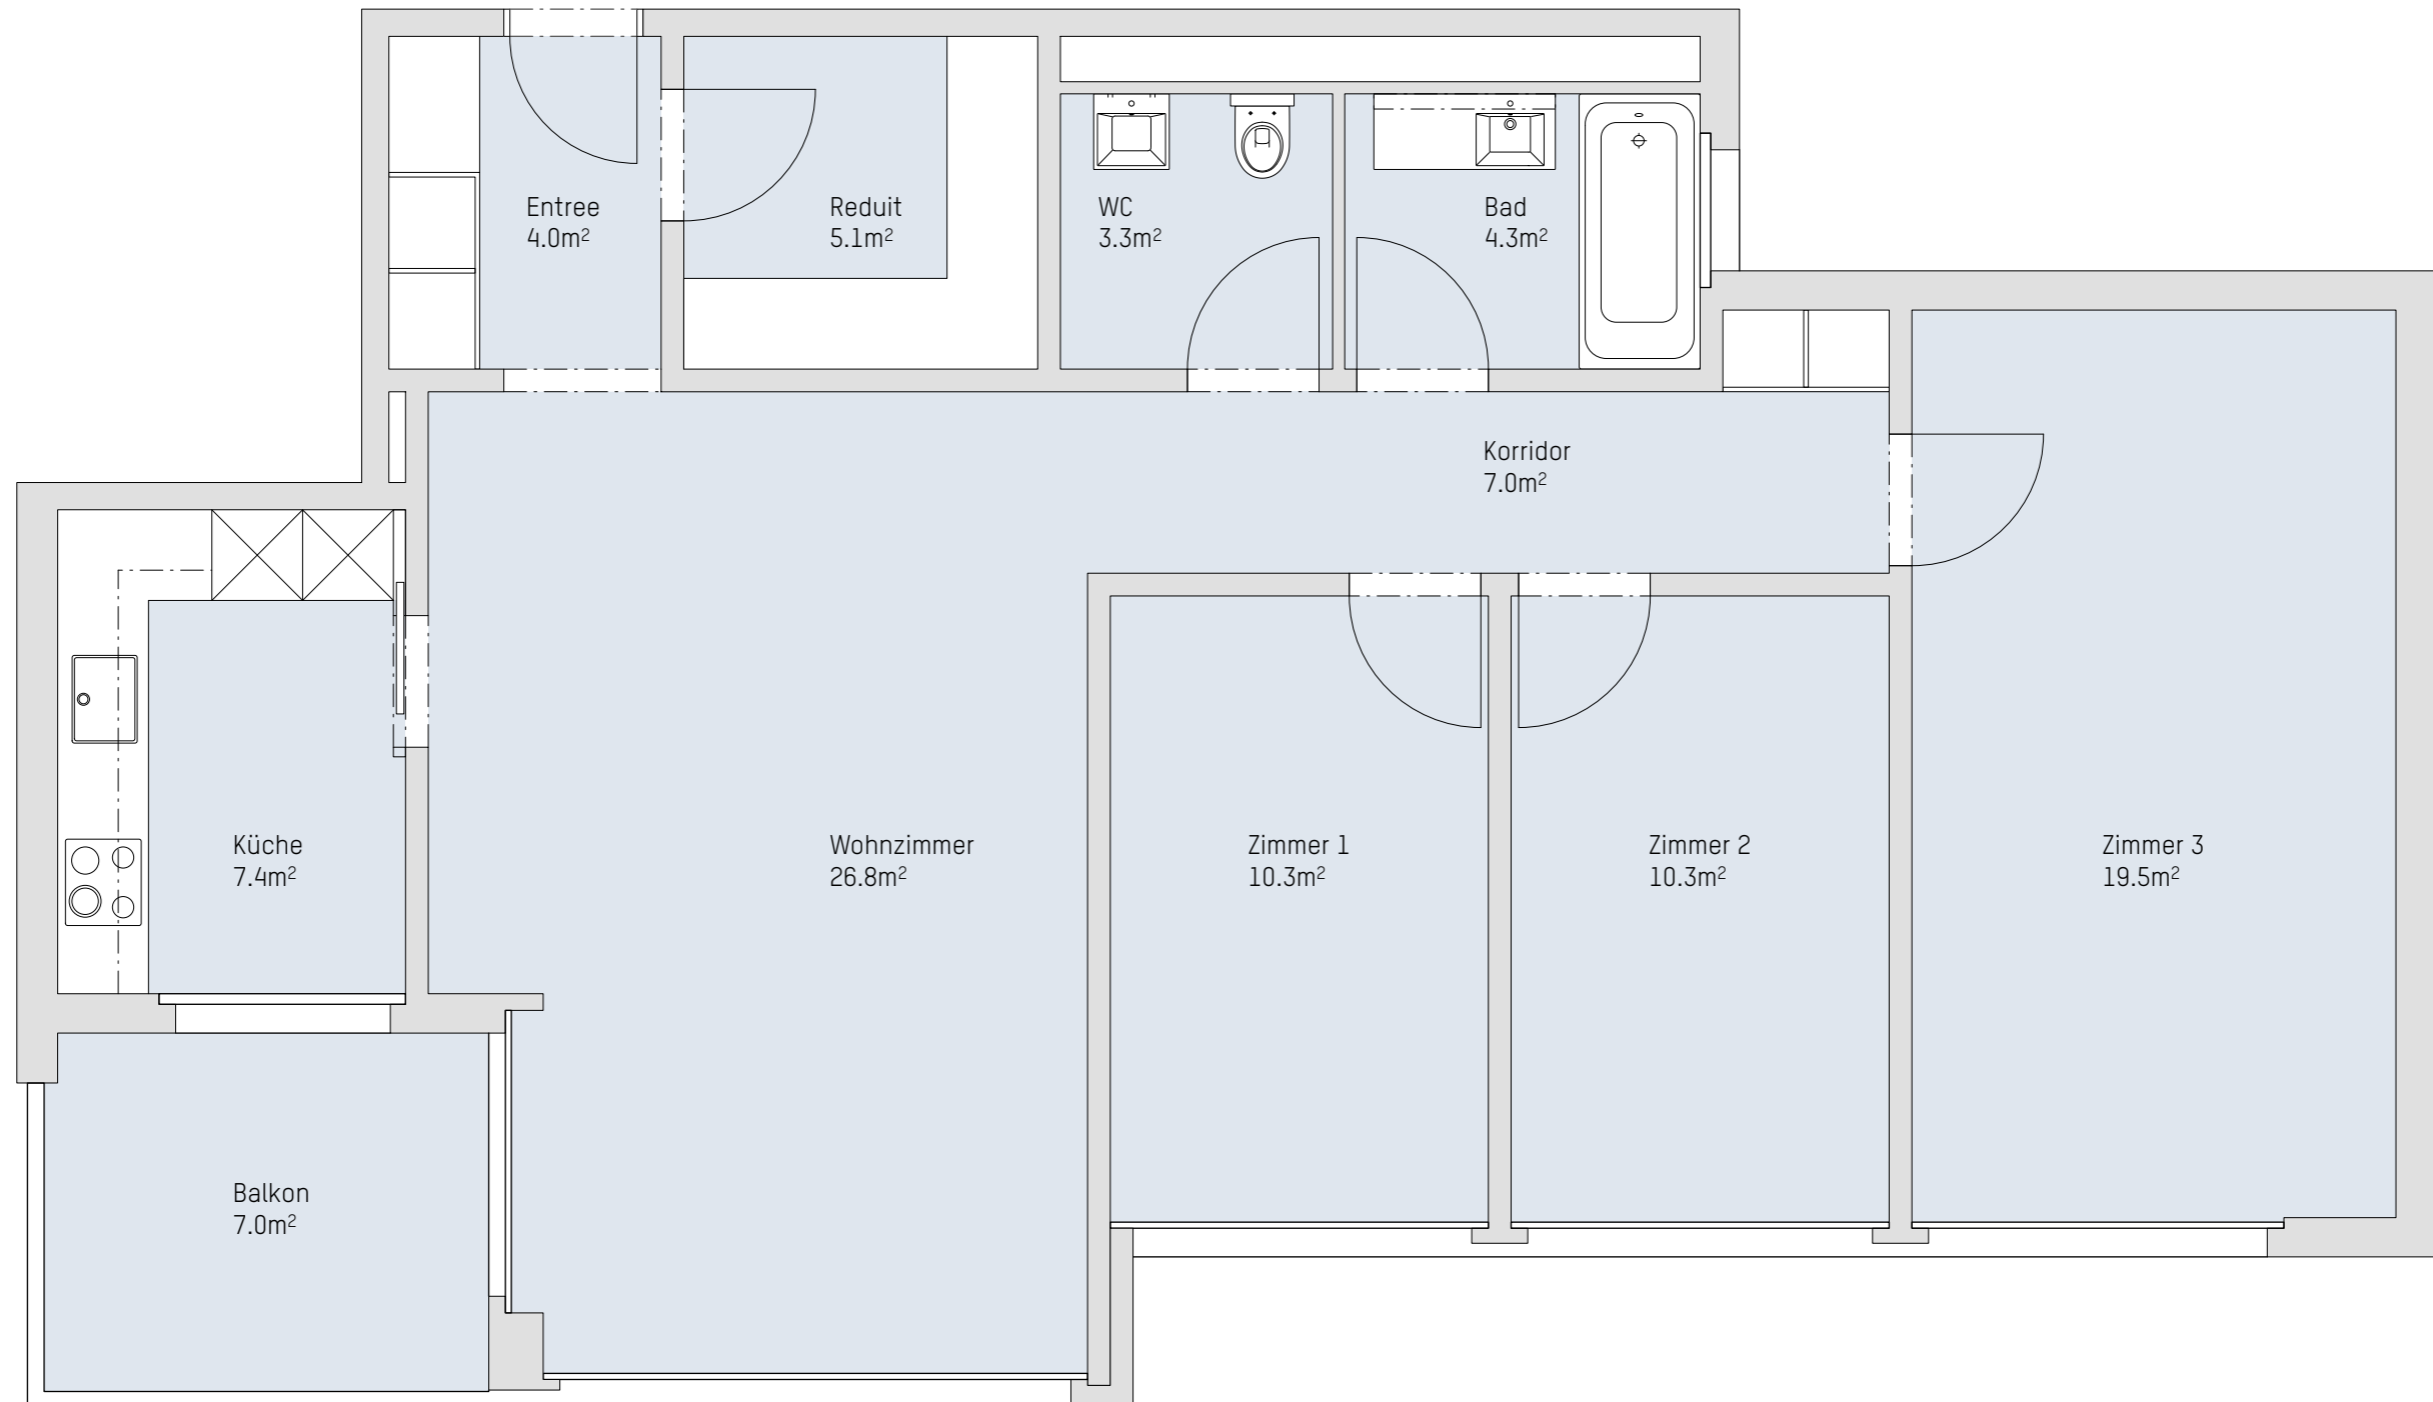 Entree
4.0m²
Reduit
5.1m²
WC
3.3m²
Bad
4.3m²
Korridor
7.0m²
Küche
7.4m²
Wohnzimmer
26.8m²
Zimmer 1
10.3m²
Zimmer 2
10.3m²
Zimmer 3
19.5m²
Balkon
7.0m²